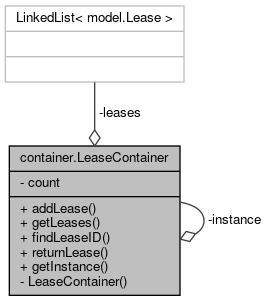 LinkedList< model.Lease >
-leases
container.LeaseContainer
- count
+ addLease()
+ getLeases()
+ findLeaseID()
+ returnLease()
+ getInstance()
- LeaseContainer()
-instance